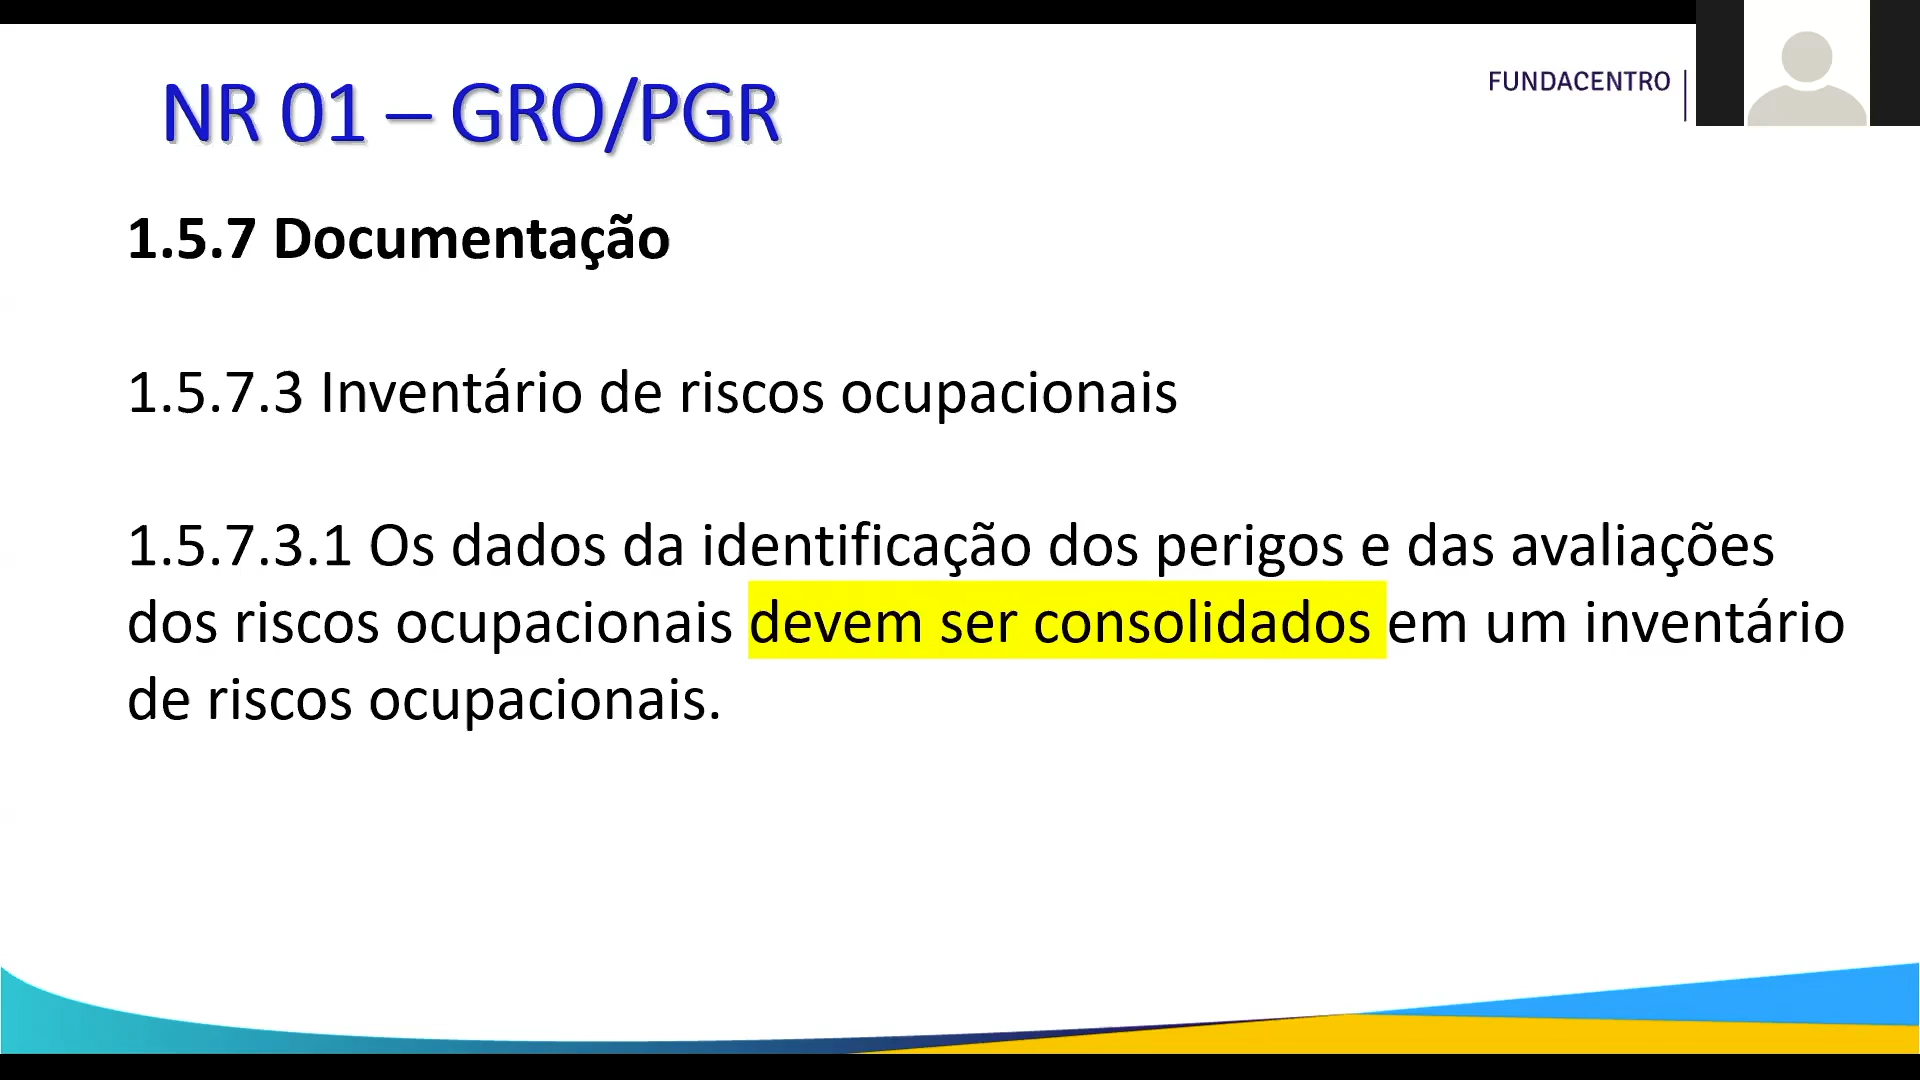 NR 01 – GRO/PGR
FUNDACENTRO
1.5.7 Documentação
1.5.7.3 Inventário de riscos ocupacionais
1.5.7.3.1 Os dados da identificação dos perigos e das avaliações
dos riscos ocupacionais devem ser consolidados em um inventário
de riscos ocupacionais.